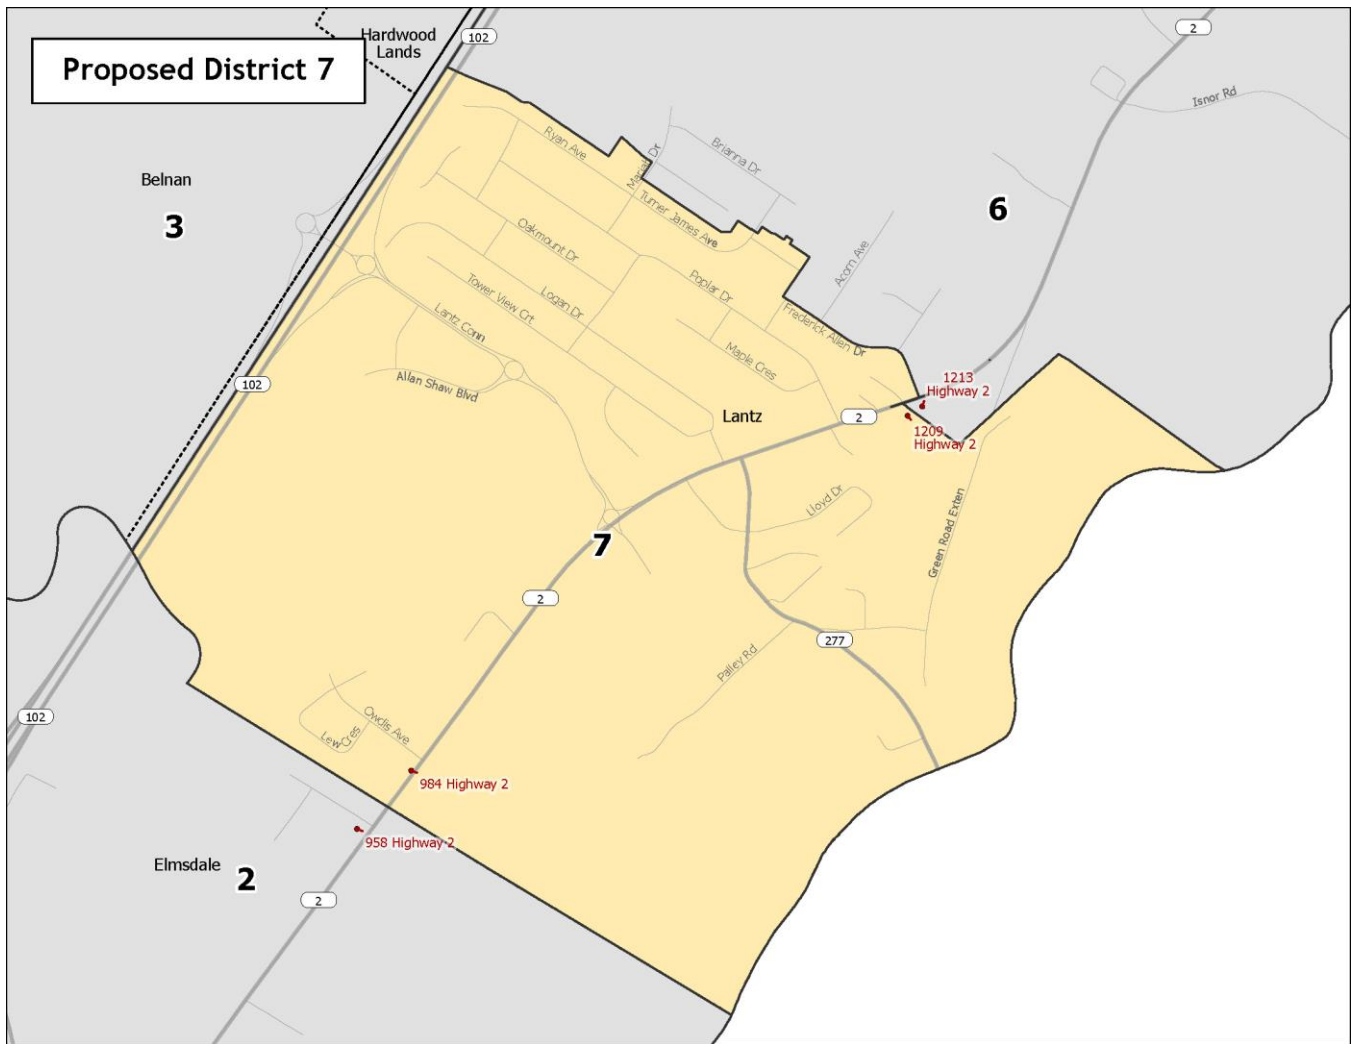 Hardwood
Lands
102
2
Proposed District 7
Isnor Rd
Ryan Ave
Brianna Dr
Mariah Dr
Belnan
3
6
Turner James Ave
Oakmount Dr
Acorn Ave
Poplar Dr
Tower View Crt
Logan Dr
Lantz Conn
Frederick Allen Dr
Maple Cres
Allan Shaw Blvd
102
1213
Highway 2
Lantz
2
1209
Highway 2
Lloyd Dr
Green Road Exten
7
2
277
Palley Rd
102
Owdis Ave
Lew Cres
984 Highway 2
958 Highway 2
Elmsdale
2
2